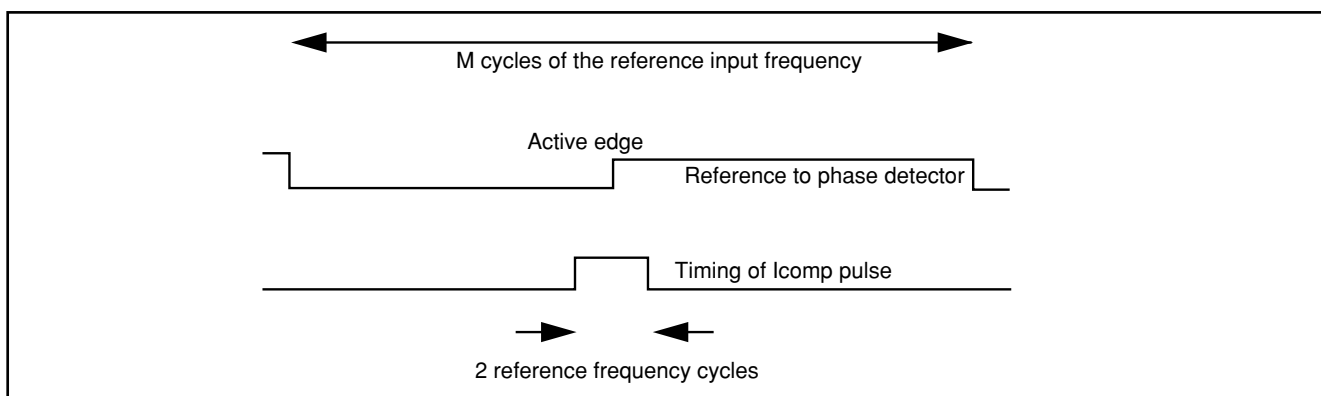 M cycles of the reference input frequency
Active edge
Reference to phase detector
Timing of Icomp pulse
2 reference frequency cycles